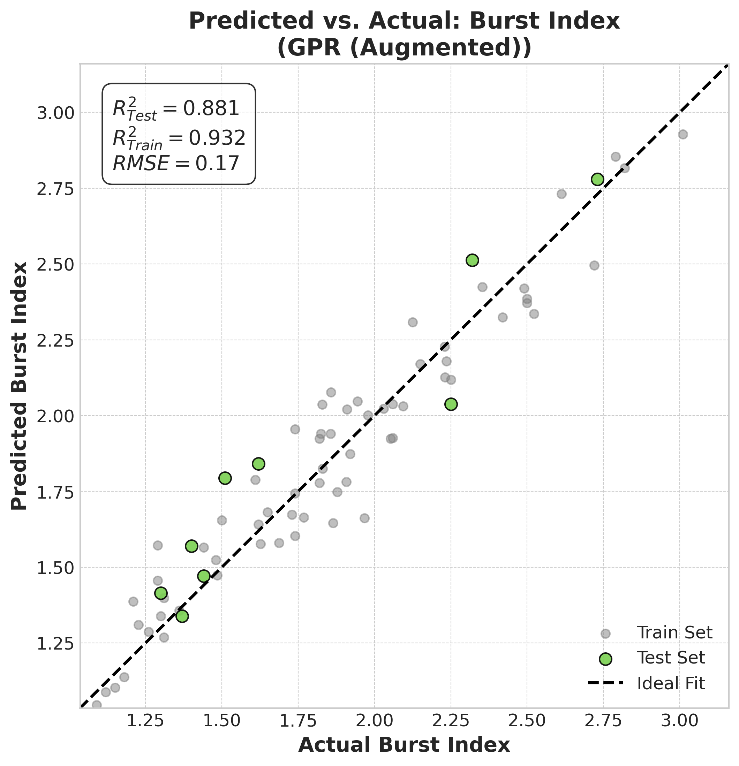 Predicted vs. Actual: Burst Index
(GPR (Augmented))
R²_Test = 0.881
R²_Train = 0.932
RMSE = 0.17
3.00
2.75
2.50
2.25
2.00
1.75
1.50
1.25
Predicted Burst Index
Train Set
Test Set
Ideal Fit
1.25 1.50 1.75 2.00 2.25 2.50 2.75 3.00
Actual Burst Index